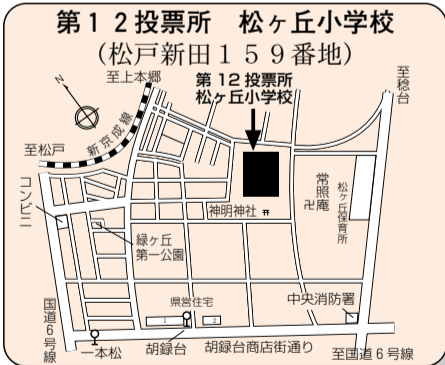 第１２投票所　松ヶ丘小学校
（松戸新田１５９番地）
至上本郷
第12投票所
松ヶ丘小学校
至稔台
N
新京成線
至松戸
コンビニ
緑ヶ丘
第一公園
神明神社
常照庵
卍
松ヶ丘保育所
県営住宅
1
2
中央消防署
国道６号線
一本松
胡録台
胡録台商店街通り
至国道６号線